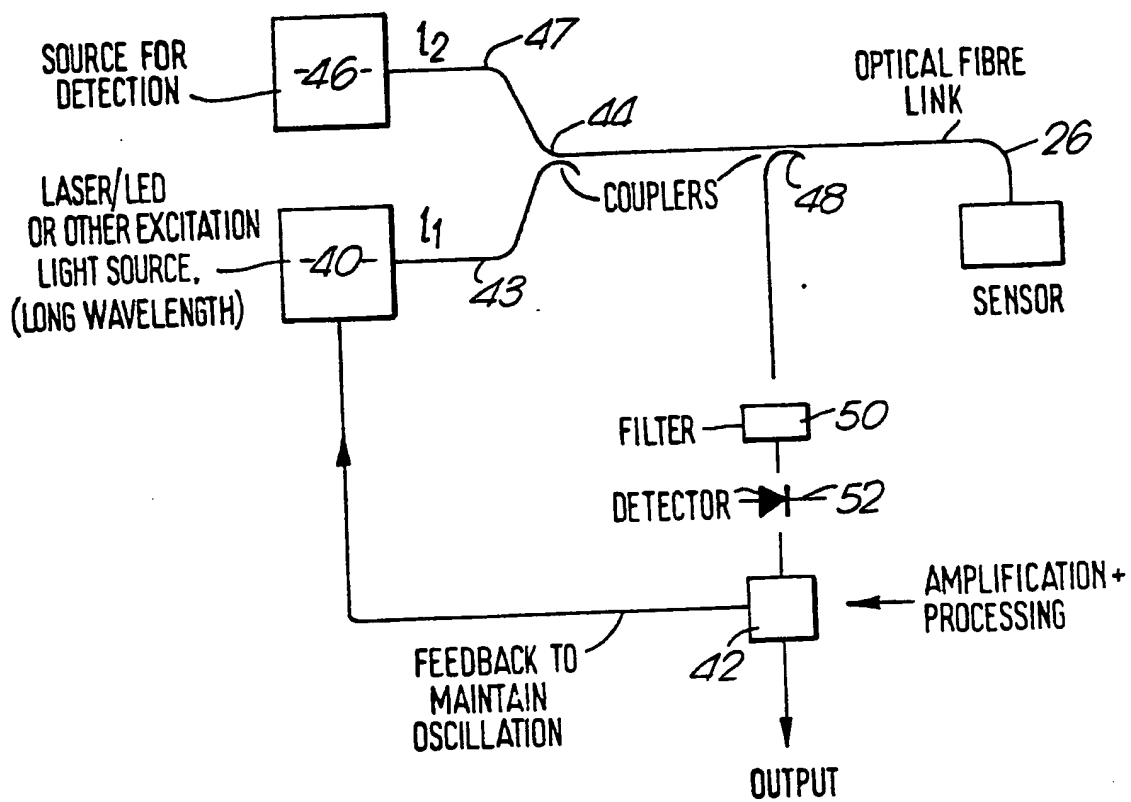 SOURCE FOR
DETECTION
-46-
l2
47
44
OPTICAL FIBRE
LINK
26
LASER/LED
OR OTHER EXCITATION
LIGHT SOURCE,
(LONG WAVELENGTH)
-40-
l1
43
COUPLERS
48
SENSOR
FILTER
50
DETECTOR
52
AMPLIFICATION +
PROCESSING
42
FEEDBACK TO
MAINTAIN
OSCILLATION
OUTPUT